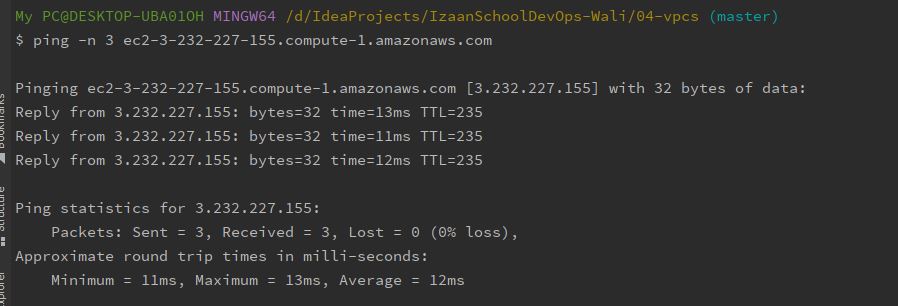 My PC@DESKTOP-UBA01OH MINGW64 /d/IdeaProjects/IzaanSchoolDevOps-Wali/04-vpcs (master)
$ ping -n 3 ec2-3-232-227-155.compute-1.amazonaws.com
Pinging ec2-3-232-227-155.compute-1.amazonaws.com [3.232.227.155] with 32 bytes of data:
Reply from 3.232.227.155: bytes=32 time=13ms TTL=235
Reply from 3.232.227.155: bytes=32 time=11ms TTL=235
Reply from 3.232.227.155: bytes=32 time=12ms TTL=235
Ping statistics for 3.232.227.155:
    Packets: Sent = 3, Received = 3, Lost = 0 (0% loss),
Approximate round trip times in milli-seconds:
    Minimum = 11ms, Maximum = 13ms, Average = 12ms